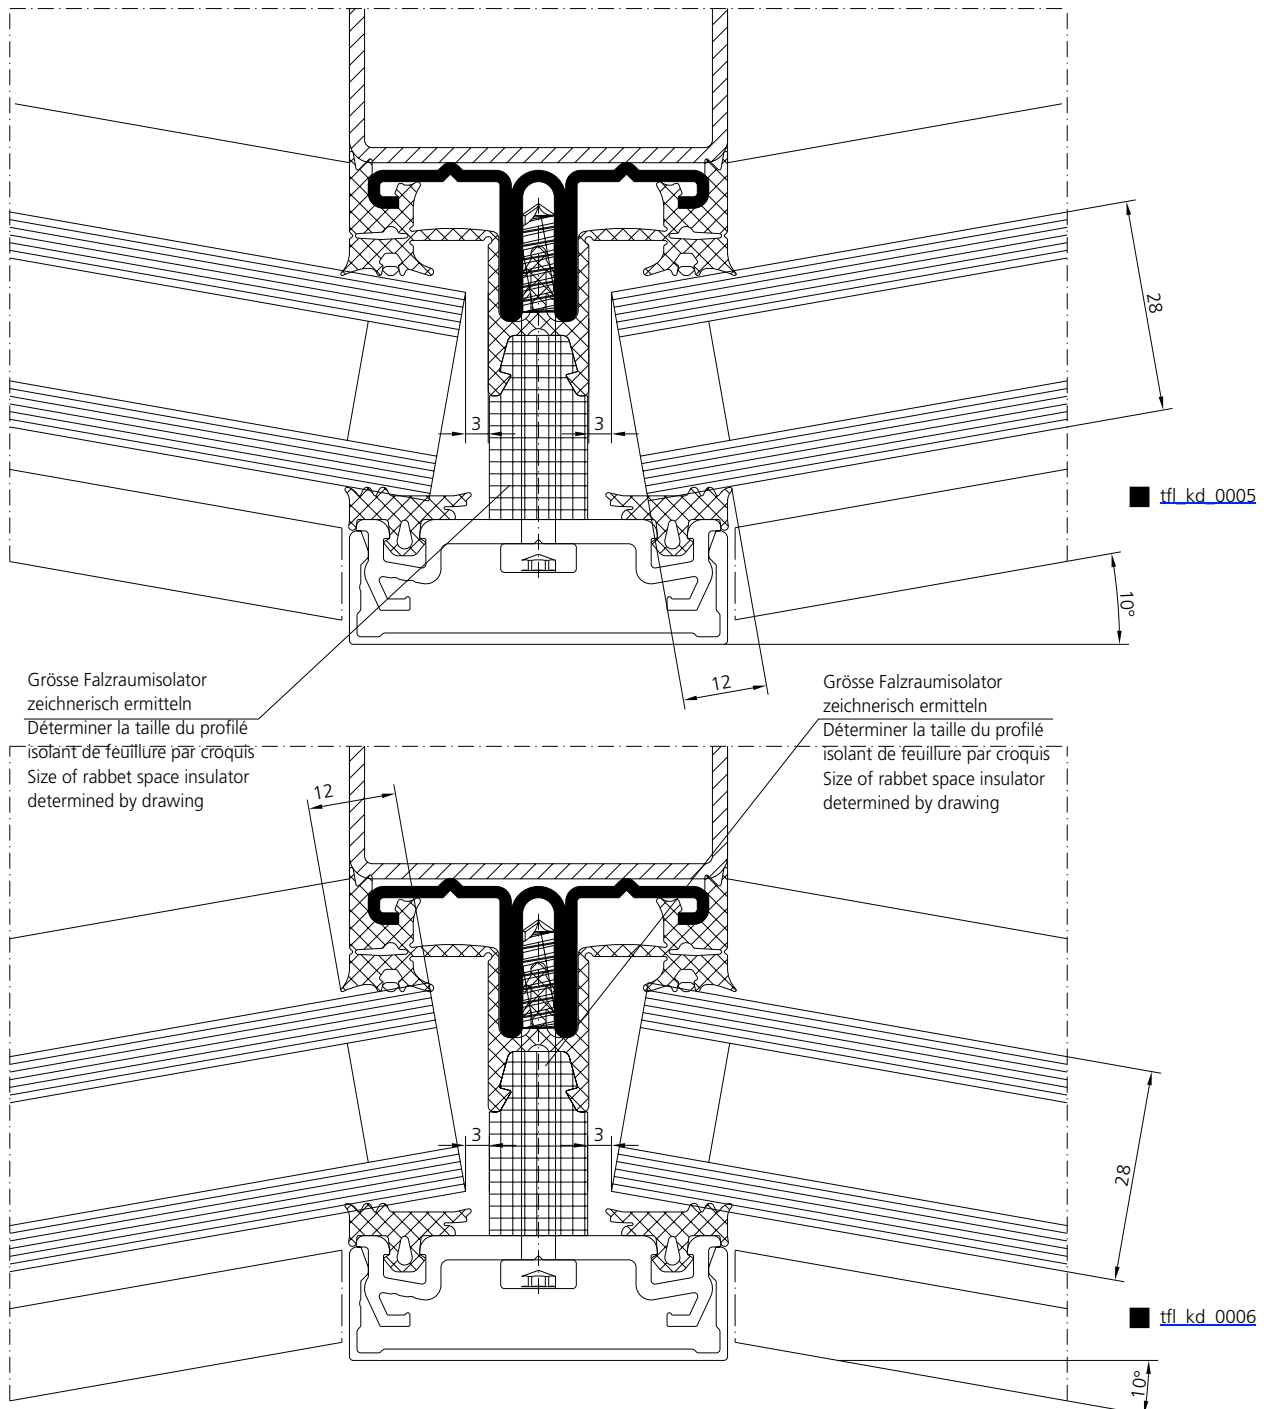 28
3
3
tfl_kd_0005
10°
12
Grösse Falzraumisolator
zeichnerisch ermitteln
Déterminer la taille du profilé
isolant de feuillure par croquis
Size of rabbet space insulator
determined by drawing
Grösse Falzraumisolator
zeichnerisch ermitteln
Déterminer la taille du profilé
isolant de feuillure par croquis
Size of rabbet space insulator
determined by drawing
12
3
3
28
tfl_kd_0006
10°